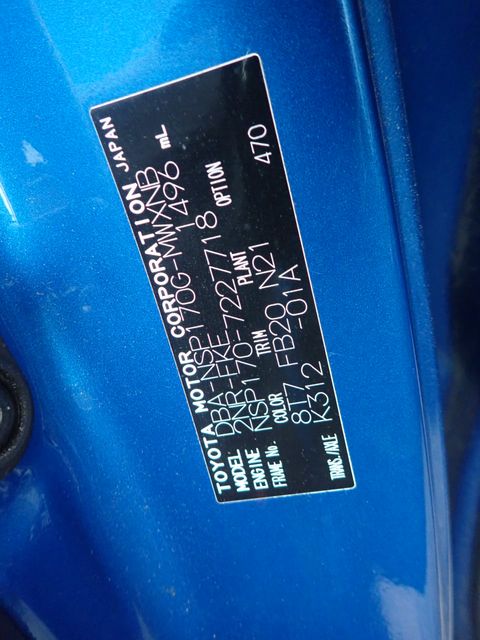 TOYOTA MOTOR CORPORATION JAPAN
MODEL DBA-NSP170G-MWXNB
ENGINE 2NR-FKE 1496 mL
FRAME No. NSP170-7227718
COLOR TRIM PLANT OPTION
8T7 FB20 N21 470
TRANS./AXLE K312 -01A